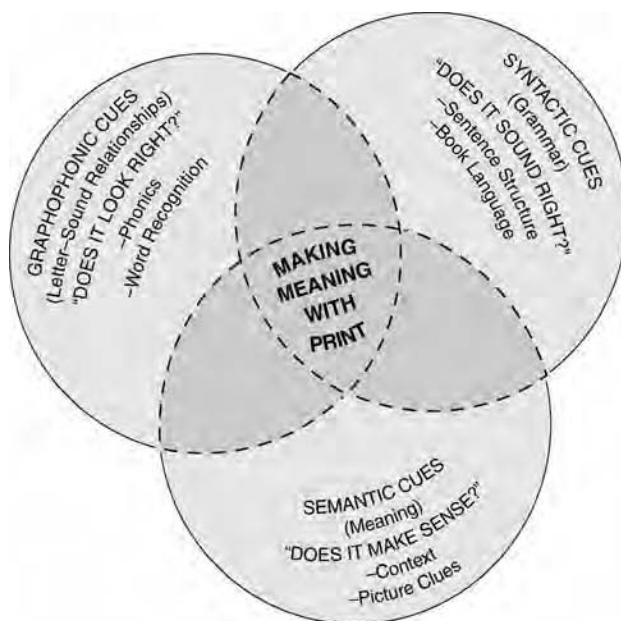 GRAPHOPHONIC CUES
(Letter–Sound Relationships)
"DOES IT LOOK RIGHT?"
–Phonics
–Word Recognition
SYNTACTIC CUES
(Grammar)
"DOES IT SOUND RIGHT?"
–Sentence Structure
–Book Language
MAKING
MEANING
WITH
PRINT
SEMANTIC CUES
(Meaning)
"DOES IT MAKE SENSE?"
–Context
–Picture Clues